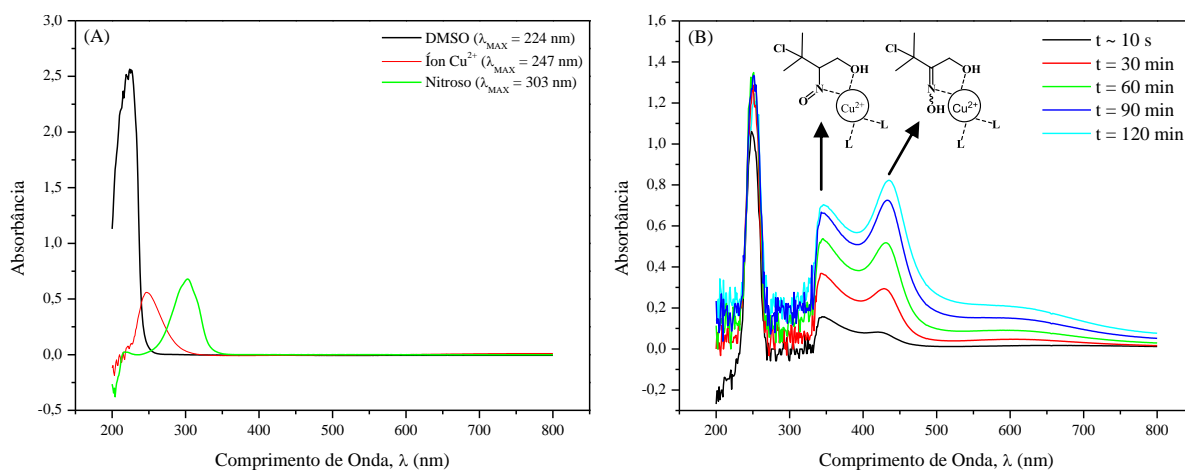 (A)
DMSO (λMAX = 224 nm)
Íon Cu2+ (λMAX = 247 nm)
Nitroso (λMAX = 303 nm)
3,0
2,5
2,0
1,5
1,0
0,5
0,0
-0,5
Absorbância
200 300 400 500 600 700 800
Comprimento de Onda, λ (nm)
(B)
t ~ 10 s
t = 30 min
t = 60 min
t = 90 min
t = 120 min
Cl OH
N
O Cu2+
L
L
Cl OH
N
OH Cu2+
L
L
1,6
1,4
1,2
1,0
0,8
0,6
0,4
0,2
0,0
-0,2
Absorbância
200 300 400 500 600 700 800
Comprimento de Onda, λ (nm)